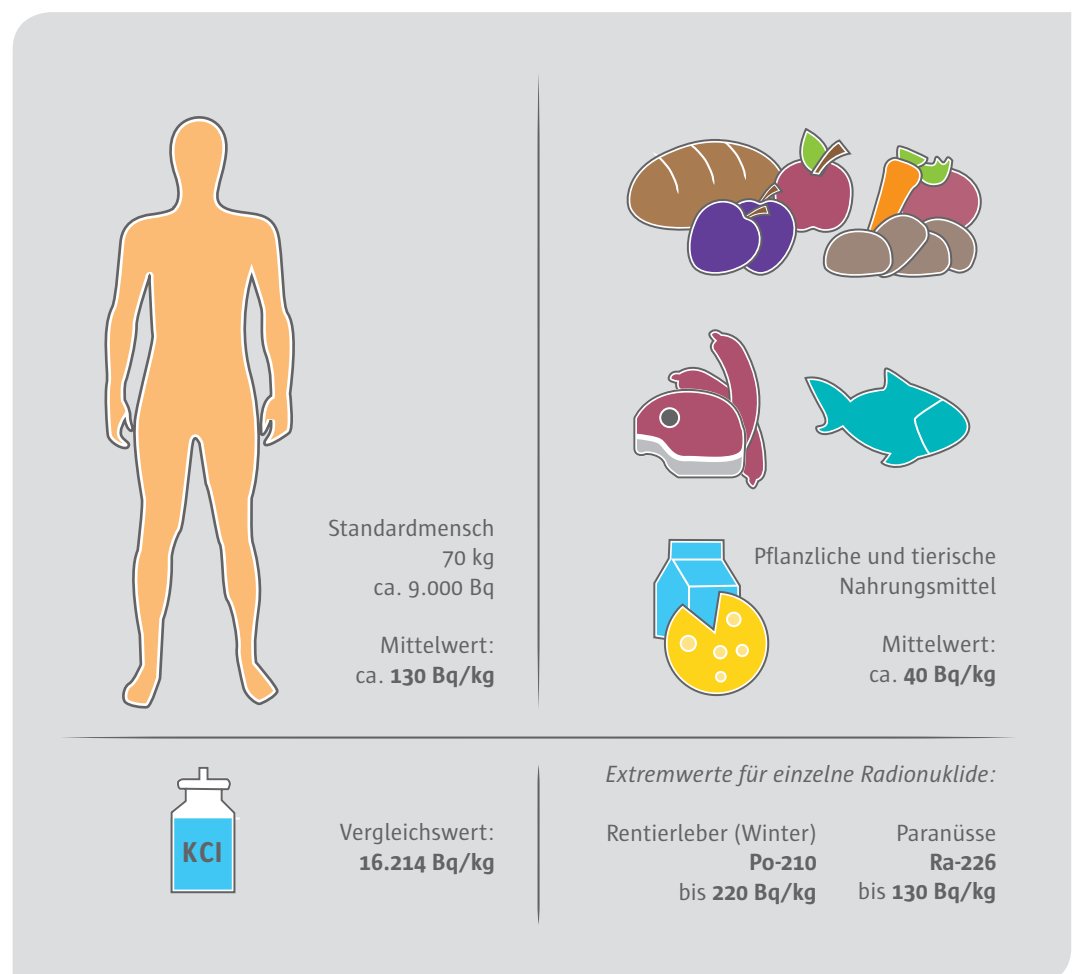 Standardmensch
70 kg
ca. 9.000 Bq
Mittelwert:
ca. 130 Bq/kg
Pflanzliche und tierische
Nahrungsmittel
Mittelwert:
ca. 40 Bq/kg
KCl
Vergleichswert:
16.214 Bq/kg
Extremwerte für einzelne Radionuklide:
Rentierleber (Winter)
Po-210
bis 220 Bq/kg
Paranüsse
Ra-226
bis 130 Bq/kg